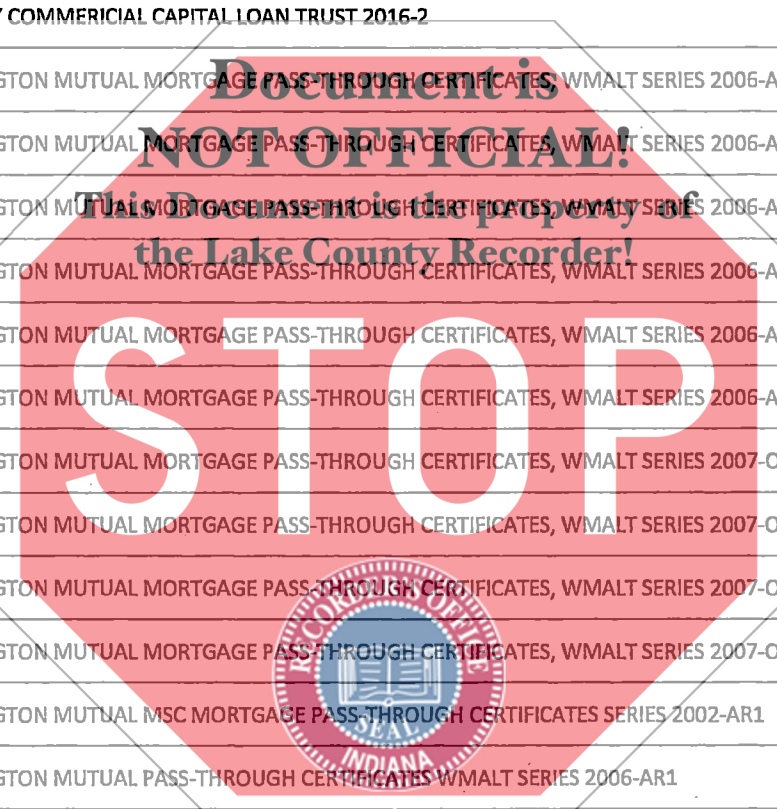 Y COMMERICIAL CAPITAL LOAN TRUST 2016-2
GTON MUTUAL MORTGAGE PASS-THROUGH CERTIFICATES, WMALT SERIES 2006-A
GTON MUTUAL MORTGAGE PASS-THROUGH CERTIFICATES, WMALT SERIES 2006-A
GTON MUTUAL MORTGAGE PASS-THROUGH CERTIFICATES, WMALT SERIES 2006-A
GTON MUTUAL MORTGAGE PASS-THROUGH CERTIFICATES, WMALT SERIES 2006-A
GTON MUTUAL MORTGAGE PASS-THROUGH CERTIFICATES, WMALT SERIES 2006-A
GTON MUTUAL MORTGAGE PASS-THROUGH CERTIFICATES, WMALT SERIES 2006-A
GTON MUTUAL MORTGAGE PASS-THROUGH CERTIFICATES, WMALT SERIES 2007-O
GTON MUTUAL MORTGAGE PASS-THROUGH CERTIFICATES, WMALT SERIES 2007-O
GTON MUTUAL MORTGAGE PASS-THROUGH CERTIFICATES, WMALT SERIES 2007-O
GTON MUTUAL MORTGAGE PASS-THROUGH CERTIFICATES, WMALT SERIES 2007-O
GTON MUTUAL MSC MORTGAGE PASS-THROUGH CERTIFICATES SERIES 2002-AR1
GTON MUTUAL PASS-THROUGH CERTIFICATES WMALT SERIES 2006-AR1
Document is
NOT OFFICIAL!
This Document is the property of
the Lake County Recorder!
STOP
RECORDER'S OFFICE
SEAL
INDIANA